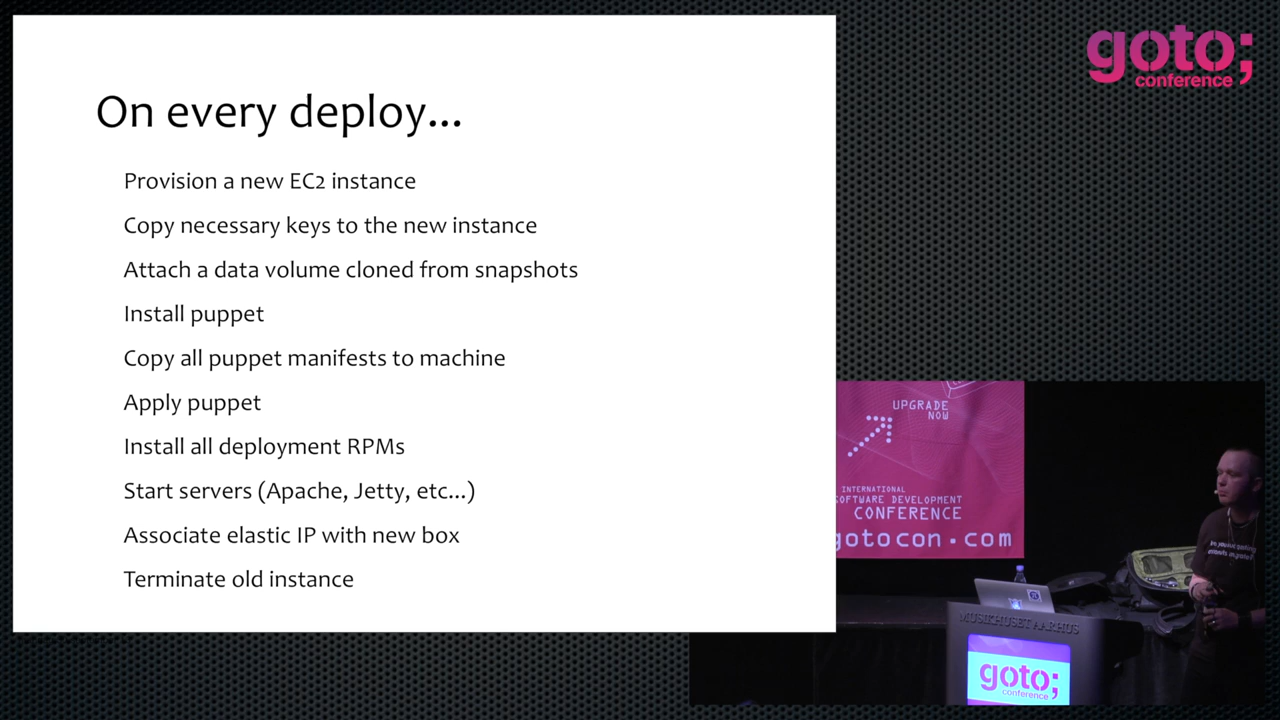 goto;
conference
On every deploy...
Provision a new EC2 instance
Copy necessary keys to the new instance
Attach a data volume cloned from snapshots
Install puppet
Copy all puppet manifests to machine
Apply puppet
Install all deployment RPMs
Start servers (Apache, Jetty, etc...)
Associate elastic IP with new box
Terminate old instance
UPGRADE
NOW
INTERNATIONAL
SOFTWARE DEVELOPMENT
CONFERENCE
gotocon.com
MUSIKHUSET AARHUS
goto;
conference